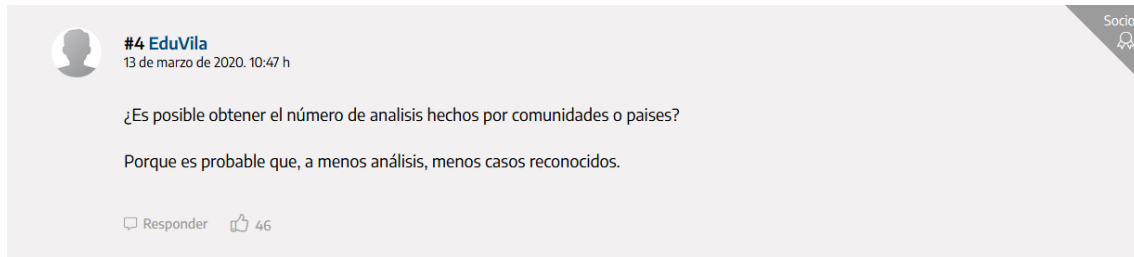 Socio
#4 EduVila
13 de marzo de 2020. 10:47 h
¿Es posible obtener el número de analisis hechos por comunidades o paises?
Porque es probable que, a menos análisis, menos casos reconocidos.
Responder 46